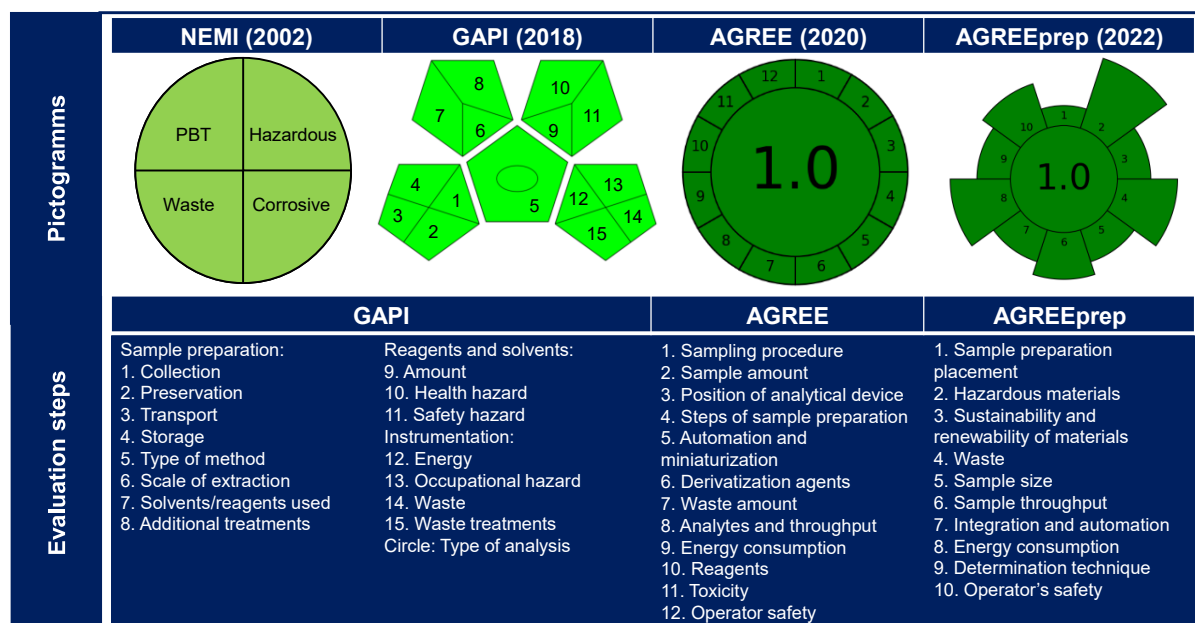 NEMI (2002)
GAPI (2018)
AGREE (2020)
AGREEprep (2022)
Pictogramms
PBT
Hazardous
Waste
Corrosive
8
7
6
10
11
9
4
1
3
2
5
13
12
14
15
12
1
11
2
10
3
1.0
9
4
8
5
7
6
1
10
2
9
3
1.0
8
4
7
5
6
Evaluation steps
GAPI
Sample preparation:
1. Collection
2. Preservation
3. Transport
4. Storage
5. Type of method
6. Scale of extraction
7. Solvents/reagents used
8. Additional treatments
Reagents and solvents:
9. Amount
10. Health hazard
11. Safety hazard
Instrumentation:
12. Energy
13. Occupational hazard
14. Waste
15. Waste treatments
Circle: Type of analysis
AGREE
1. Sampling procedure
2. Sample amount
3. Position of analytical device
4. Steps of sample preparation
5. Automation and
miniaturization
6. Derivatization agents
7. Waste amount
8. Analytes and throughput
9. Energy consumption
10. Reagents
11. Toxicity
12. Operator safety
AGREEprep
1. Sample preparation
placement
2. Hazardous materials
3. Sustainability and
renewability of materials
4. Waste
5. Sample size
6. Sample throughput
7. Integration and automation
8. Energy consumption
9. Determination technique
10. Operator’s safety